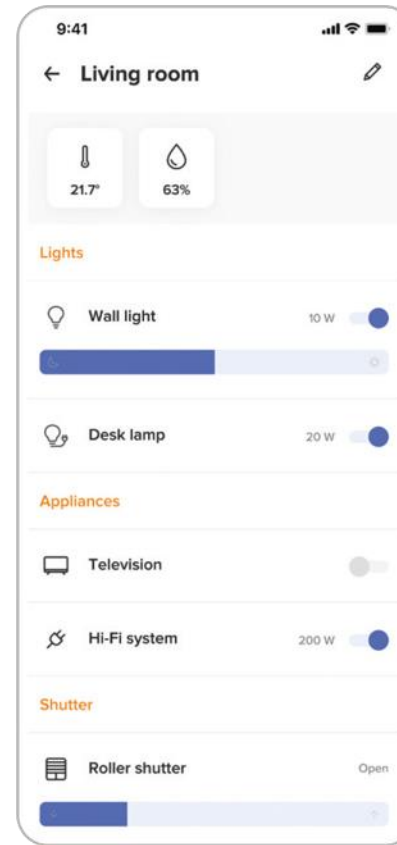 9:41
Living room
21.7°
63%
Lights
Wall light 10 W
Desk lamp 20 W
Appliances
Television
Hi-Fi system 200 W
Shutter
Roller shutter Open